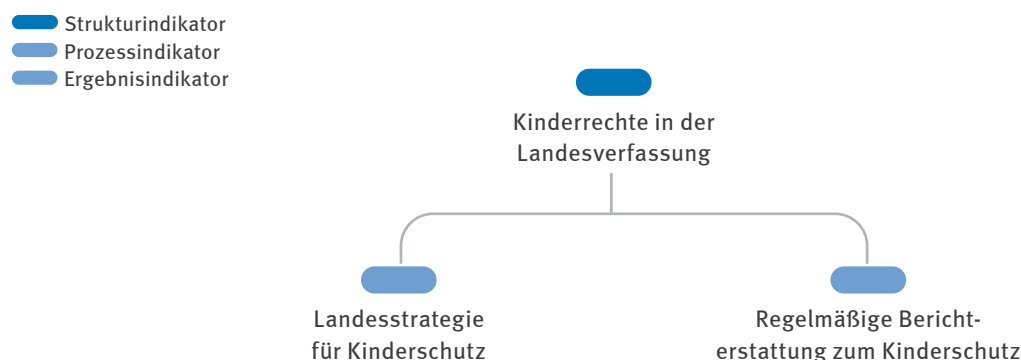 Strukturindikator
Prozessindikator
Ergebnisindikator
Kinderrechte in der
Landesverfassung
Landesstrategie
für Kinderschutz
Regelmäßige Bericht-
erstattung zum Kinderschutz